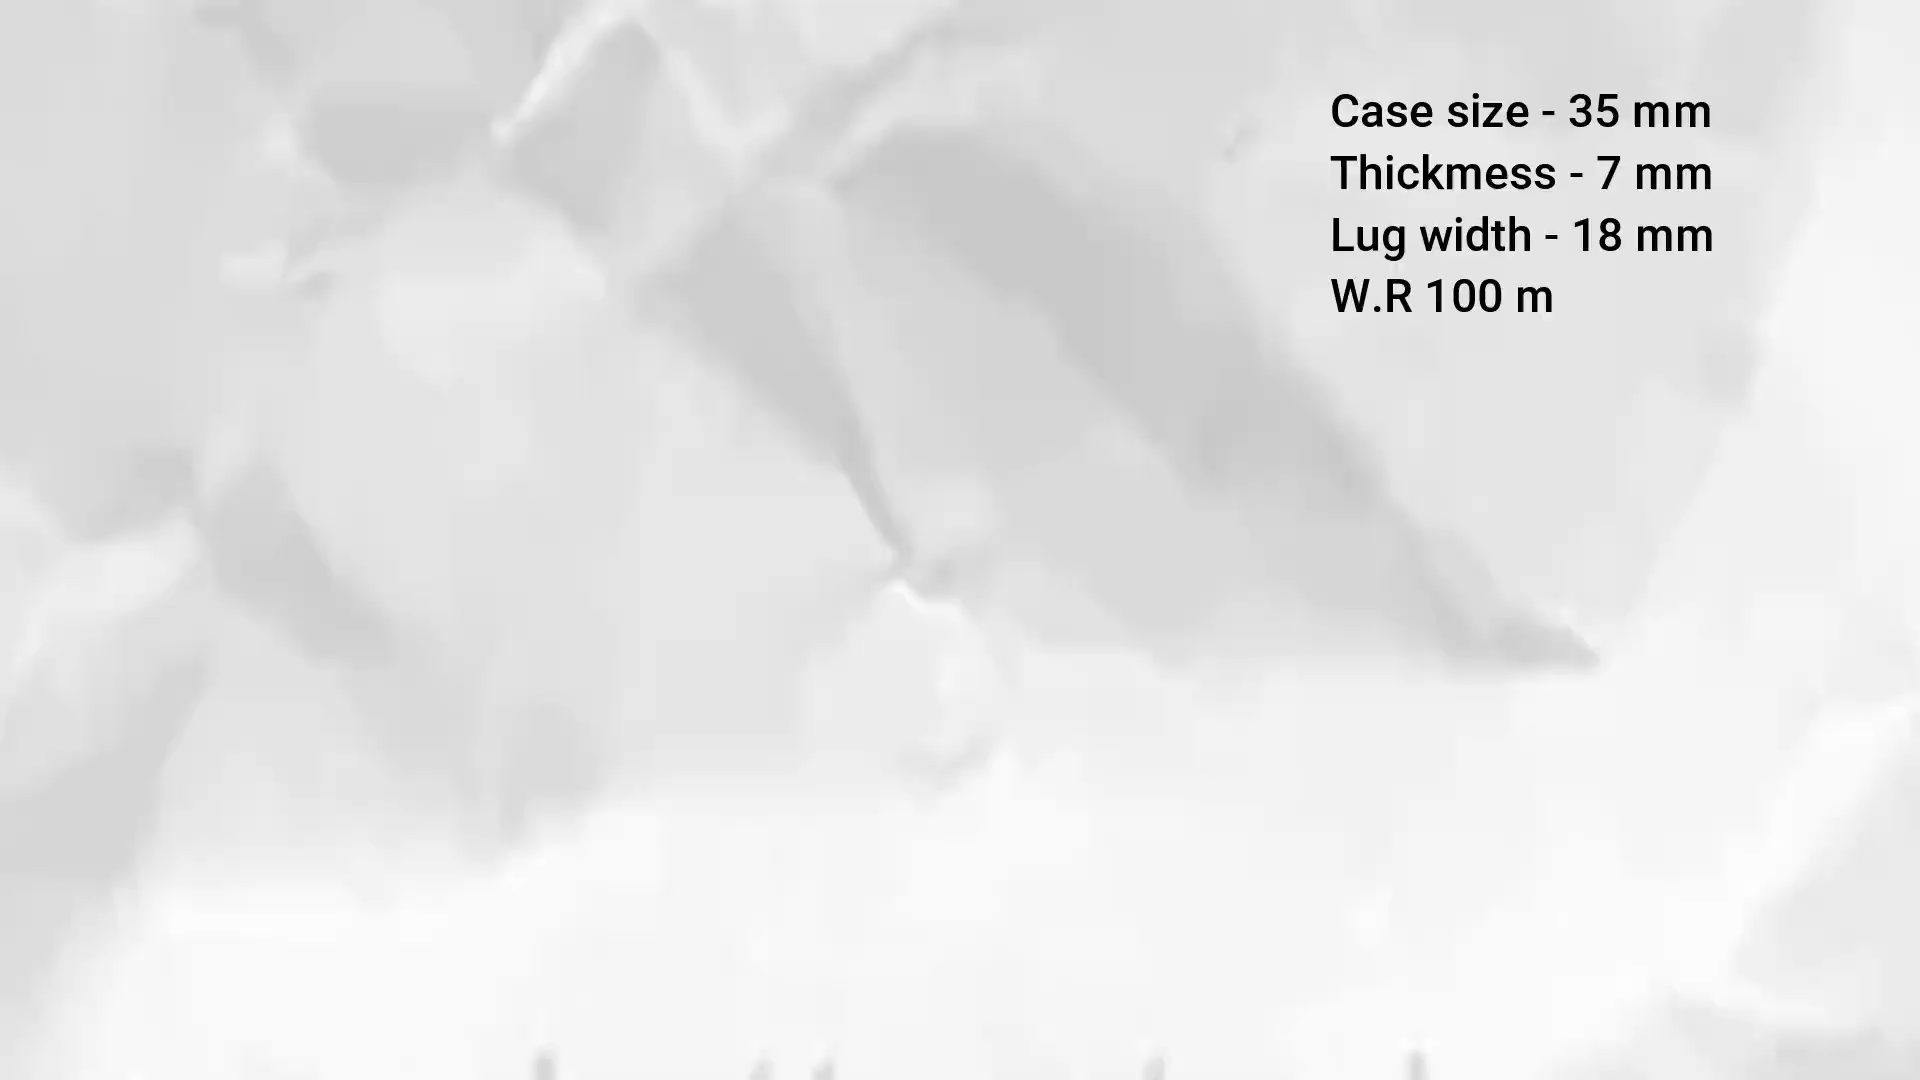 Case size - 35 mm
Thickmess - 7 mm
Lug width - 18 mm
W.R 100 m